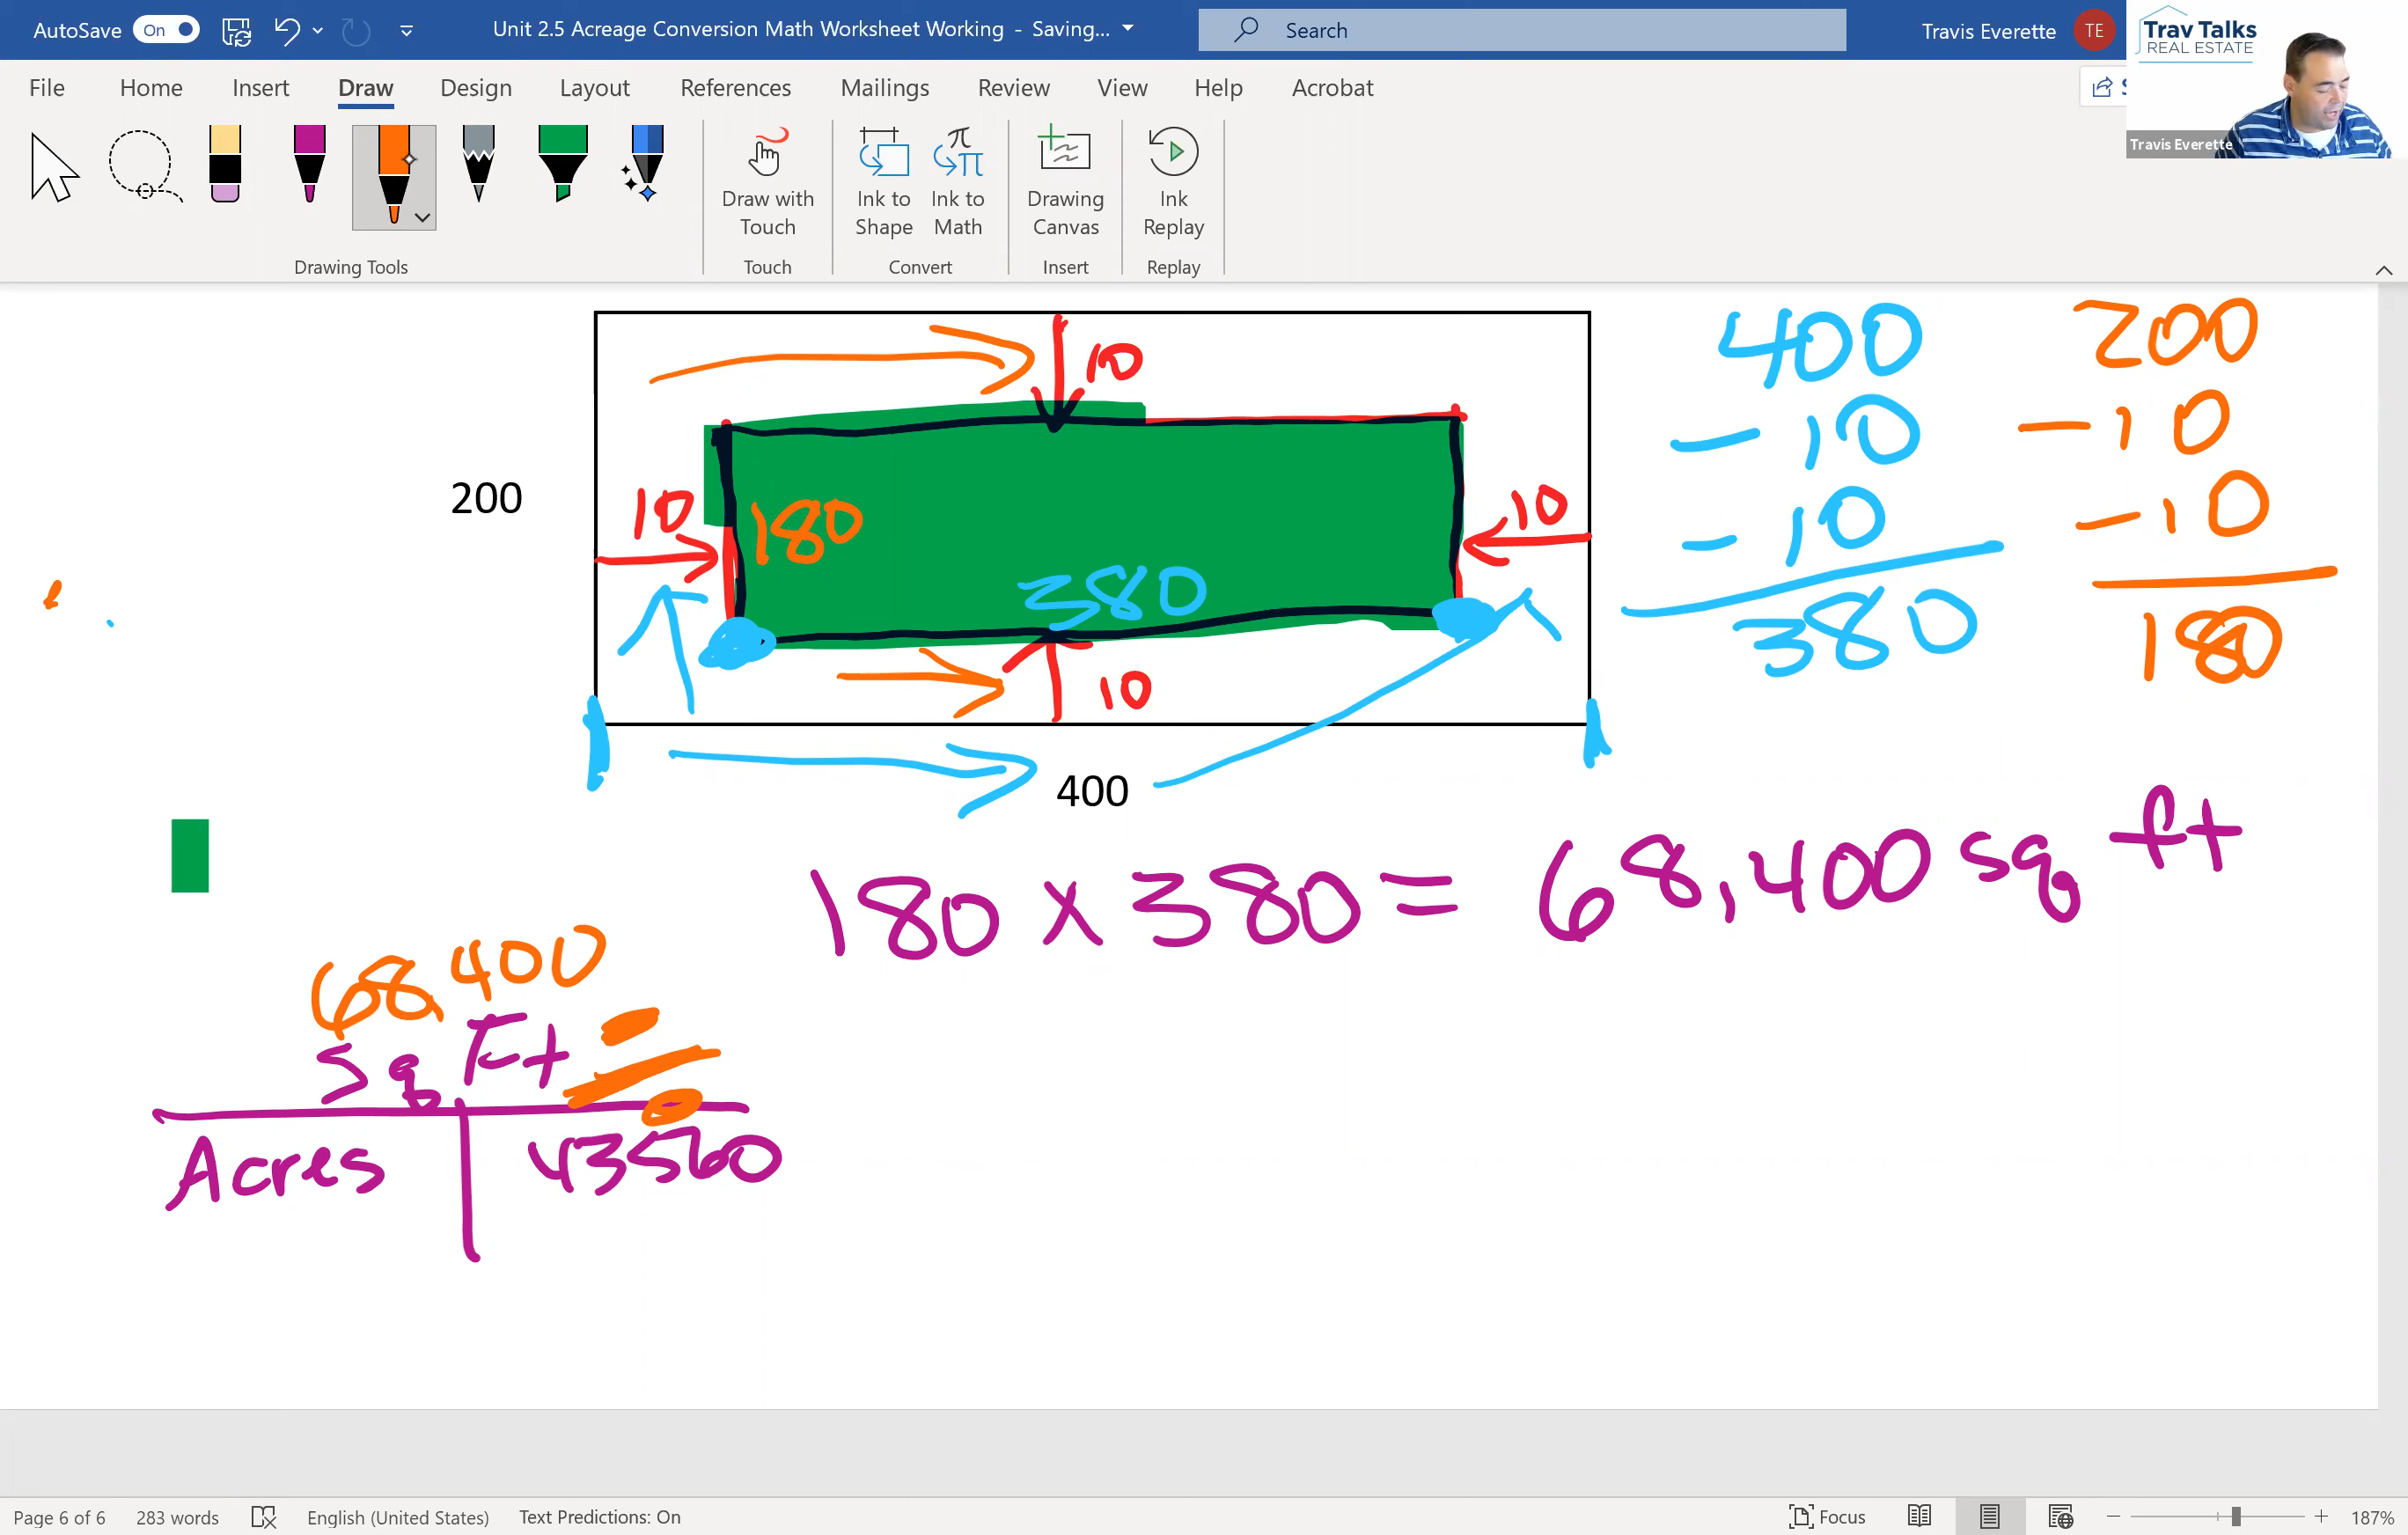 AutoSave On
Unit 2.5 Acreage Conversion Math Worksheet Working - Saving...
Search
Travis Everette TE
Trav Talks
REAL ESTATE
Travis Everette
File Home Insert Draw Design Layout References Mailings Review View Help Acrobat
Draw with Touch
Ink to Shape
Ink to Math
Drawing Canvas
Ink Replay
Drawing Tools Touch Convert Insert Replay
10
200
10
180
10
380
10
400
400
- 10
- 10
380
200
- 10
- 10
180
180 x 380 = 68,400 sq ft
68,400
Sq Ft
Acres 43560
Page 6 of 6 283 words English (United States) Text Predictions: On Focus 187%